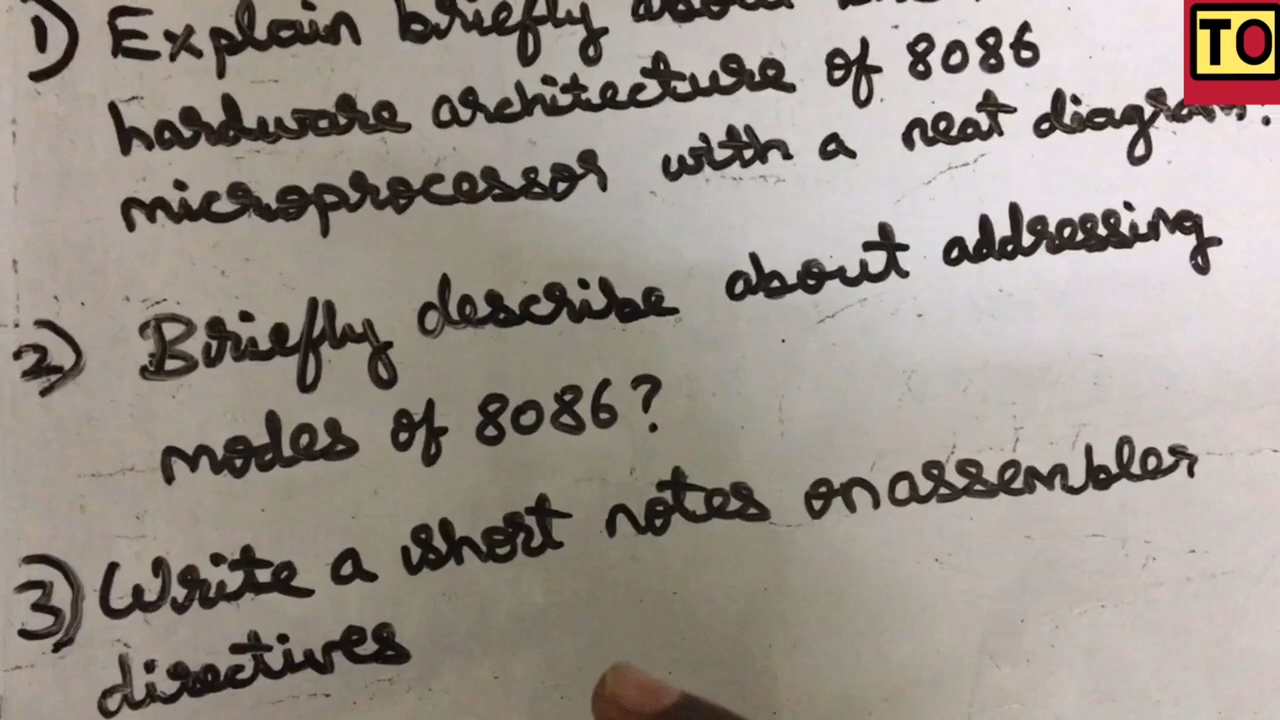 1) Explain briefly about
hardware architecture of 8086
microprocessor with a neat diagram.
2) Briefly describe about addressing
modes of 8086?
3) Write a short notes on assembler
directives
TO